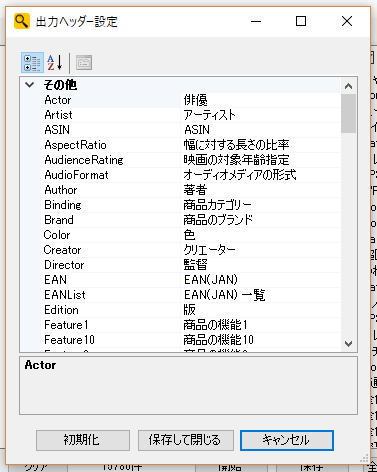 出力ヘッダー設定
その他
Actor 俳優
Artist アーティスト
ASIN ASIN
AspectRatio 幅に対する長さの比率
AudienceRating 映画の対象年齢指定
AudioFormat オーディオメディアの形式
Author 著者
Binding 商品カテゴリー
Brand 商品のブランド
Color 色
Creator クリエーター
Director 監督
EAN EAN(JAN)
EANList EAN(JAN) 一覧
Edition 版
Feature1 商品の機能1
Feature10 商品の機能10
Actor
初期化 保存して閉じる キャンセル